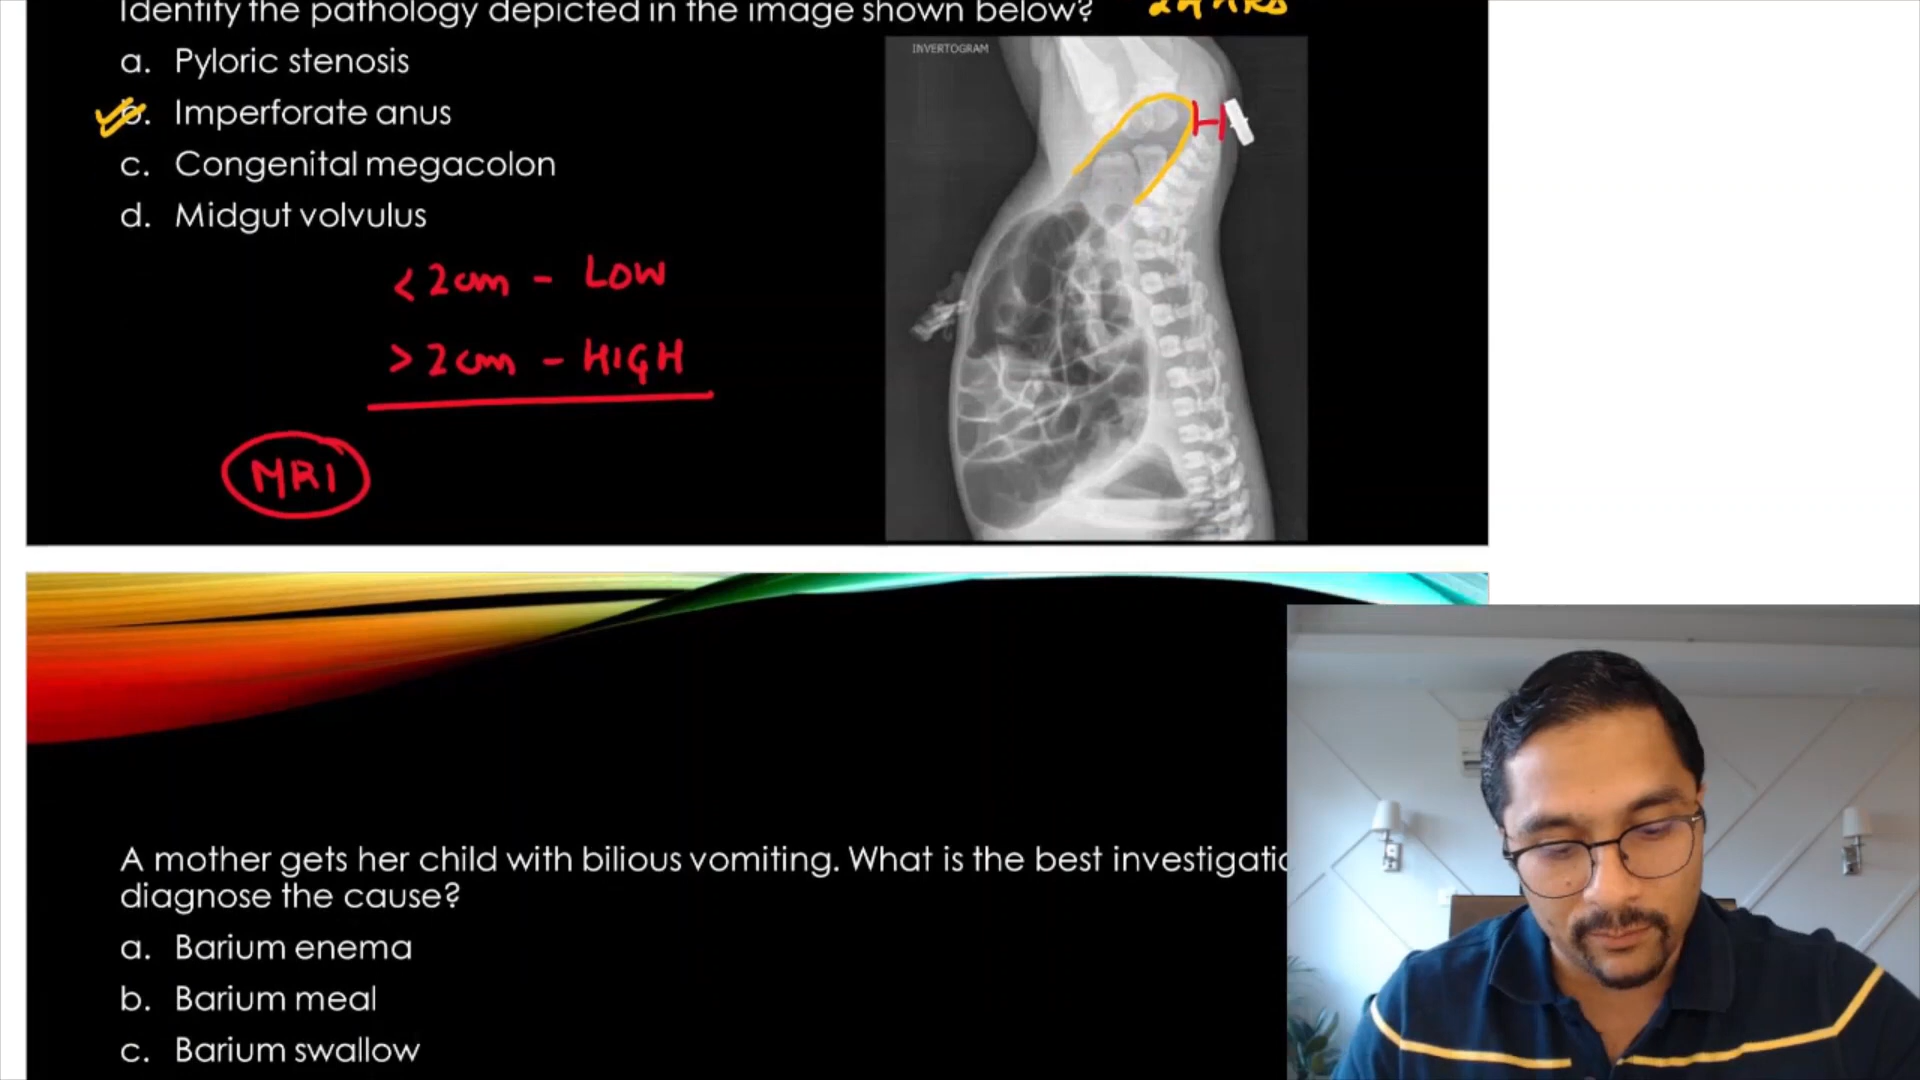 Identify the pathology depicted in the image shown below?
24 HRS
INVERTOGRAM
a. Pyloric stenosis
b. Imperforate anus
c. Congenital megacolon
d. Midgut volvulus
< 2cm - LOW
> 2cm - HIGH
MRI
A mother gets her child with bilious vomiting. What is the best
diagnose the cause?
a. Barium enema
b. Barium meal
c. Barium swallow